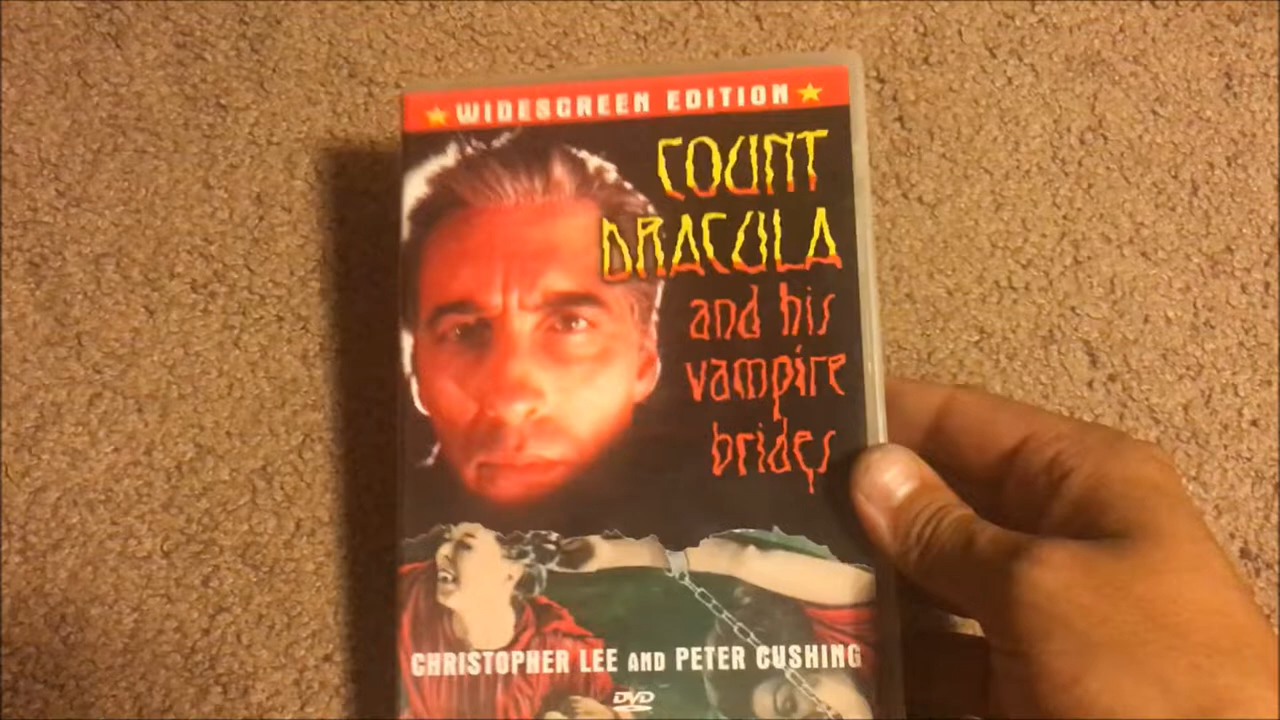 WIDESCREEN EDITION
COUNT
DRACULA
and his
vampire
brides
CHRISTOPHER LEE AND PETER CUSHING
DVD